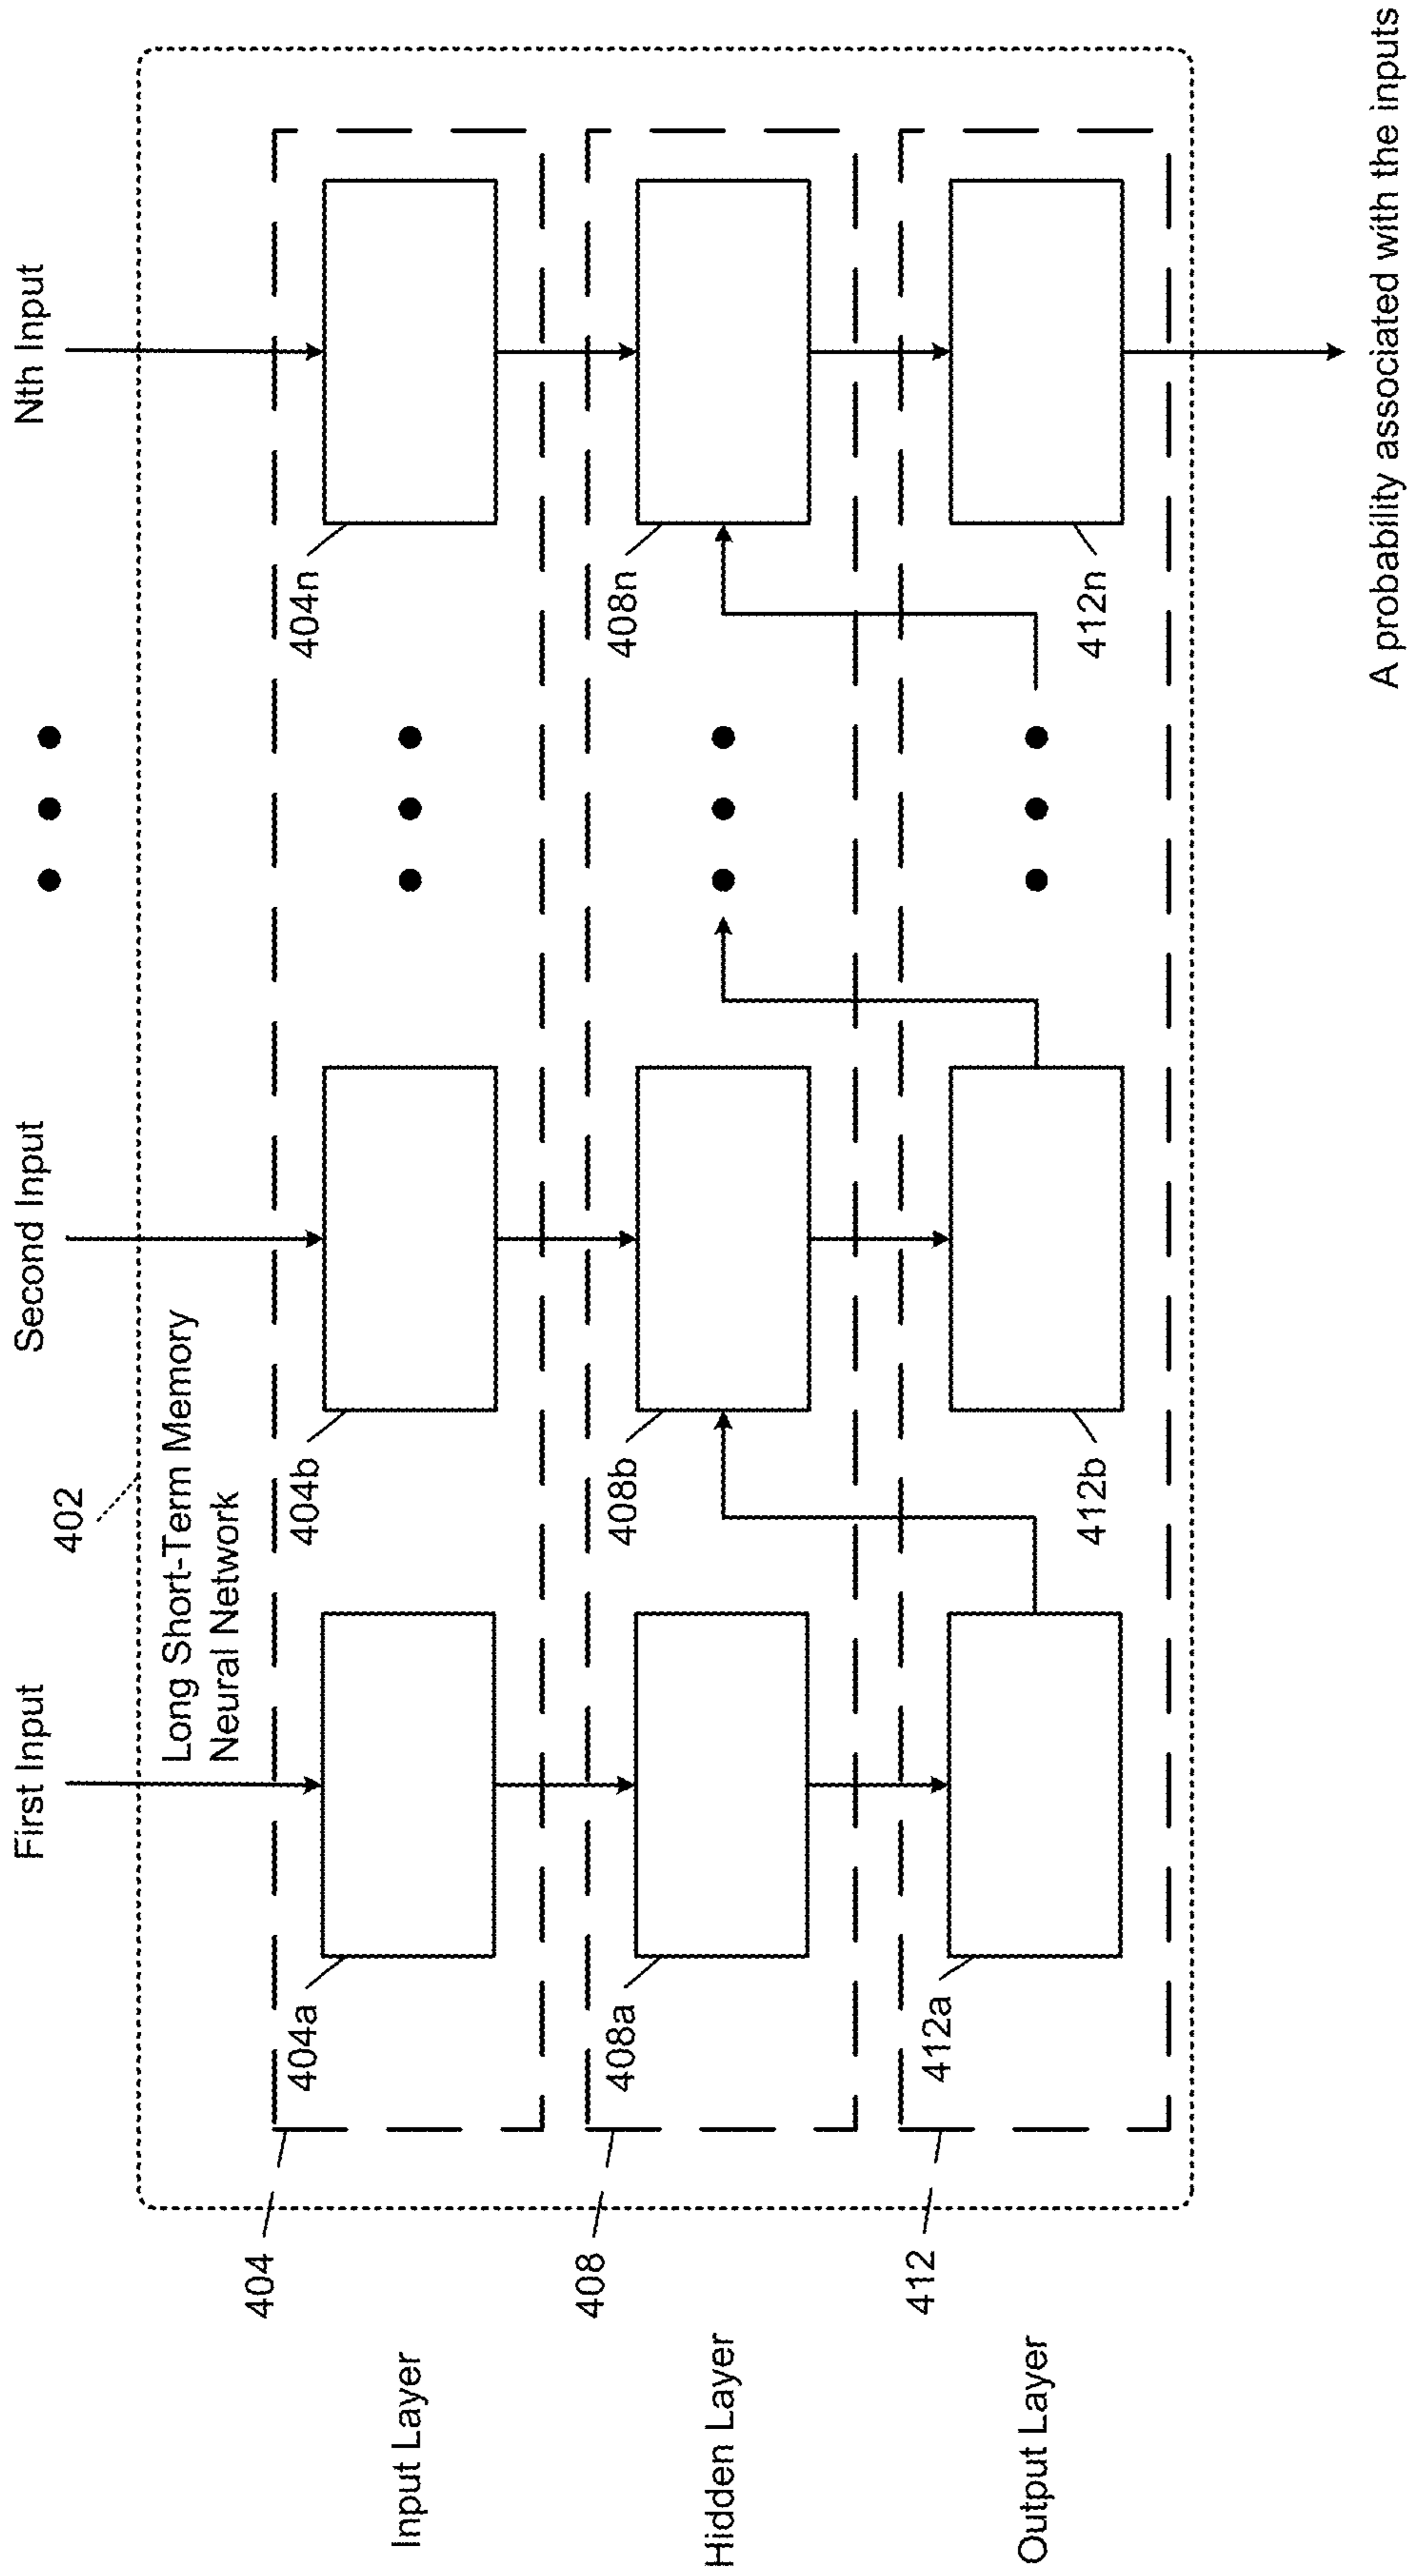 First Input
Second Input
Nth Input
402
Long Short-Term Memory
Neural Network
404
404a
404b
404n
Input Layer
408
408a
408b
408n
Hidden Layer
412
412a
412b
412n
Output Layer
A probability associated with the inputs